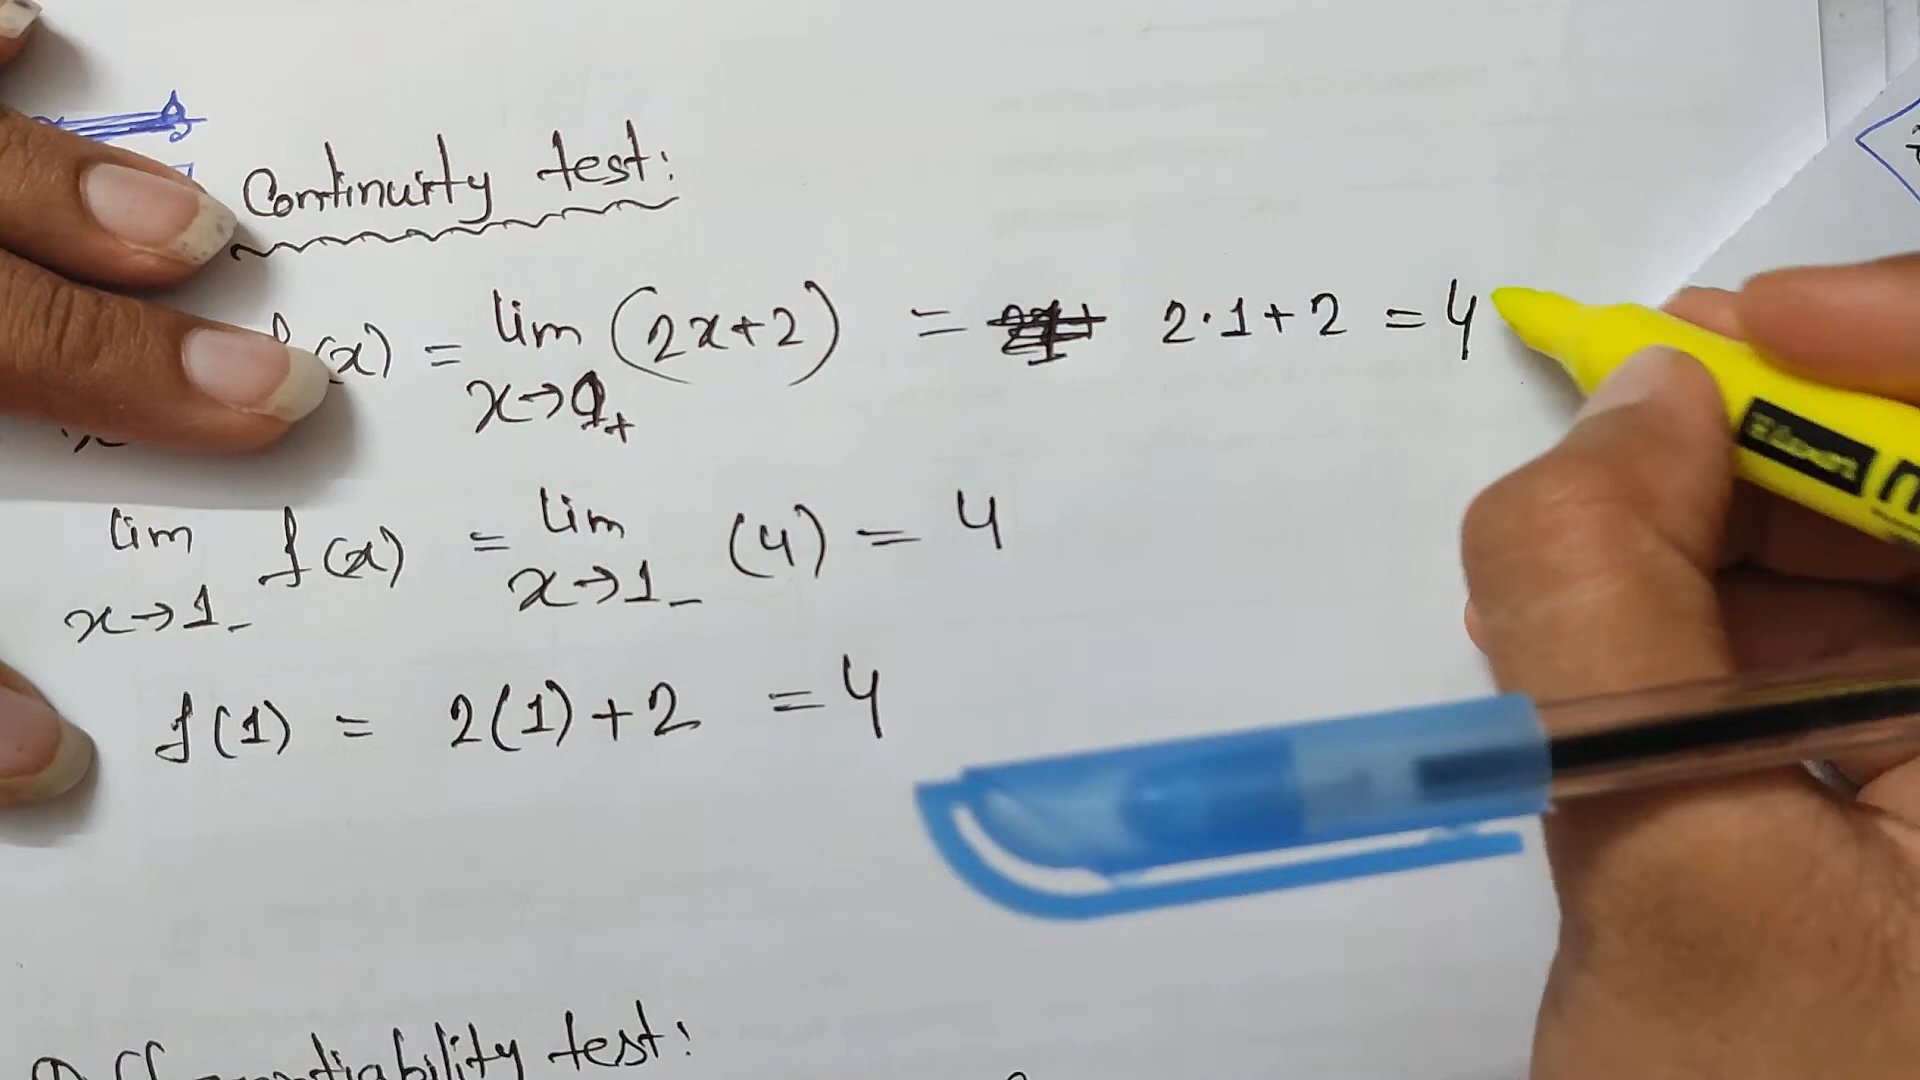 Continuity test:
f(x) = lim x→1+ (2x+2) = 2·1+2 = 4
lim x→1- f(x) = lim x→1- (4) = 4
f(1) = 2(1)+2 = 4
test: